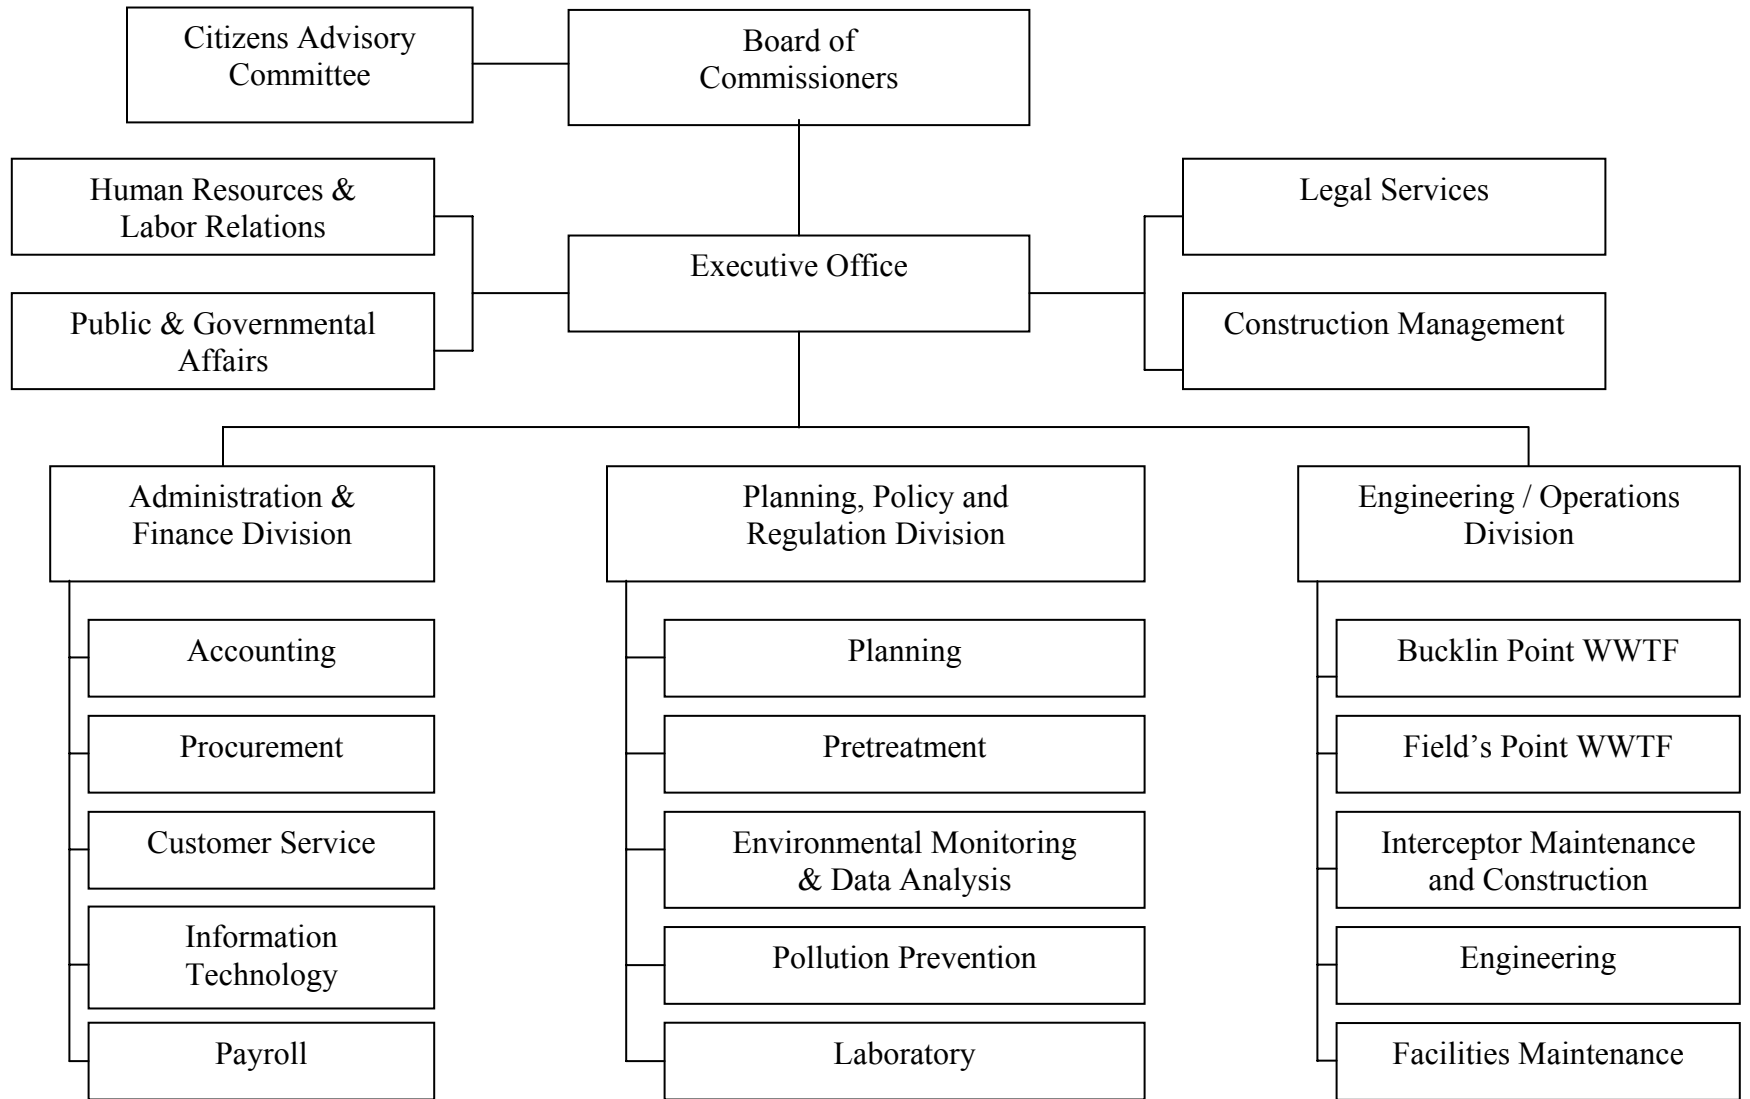 Citizens Advisory
Committee
Board of
Commissioners
Human Resources &
Labor Relations
Legal Services
Executive Office
Public & Governmental
Affairs
Construction Management
Administration &
Finance Division
Planning, Policy and
Regulation Division
Engineering / Operations
Division
Accounting
Procurement
Customer Service
Information
Technology
Payroll
Planning
Pretreatment
Environmental Monitoring
& Data Analysis
Pollution Prevention
Laboratory
Bucklin Point WWTF
Field’s Point WWTF
Interceptor Maintenance
and Construction
Engineering
Facilities Maintenance